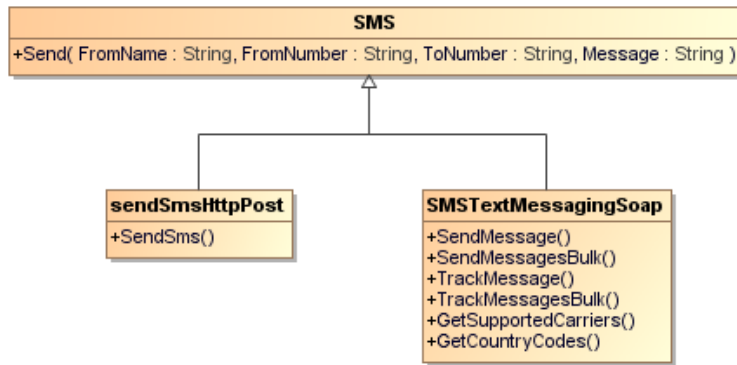 SMS
+Send( FromName : String, FromNumber : String, ToNumber : String, Message : String )
sendSmsHttpPost
+SendSms()
SMSTextMessagingSoap
+SendMessage()
+SendMessagesBulk()
+TrackMessage()
+TrackMessagesBulk()
+GetSupportedCarriers()
+GetCountryCodes()